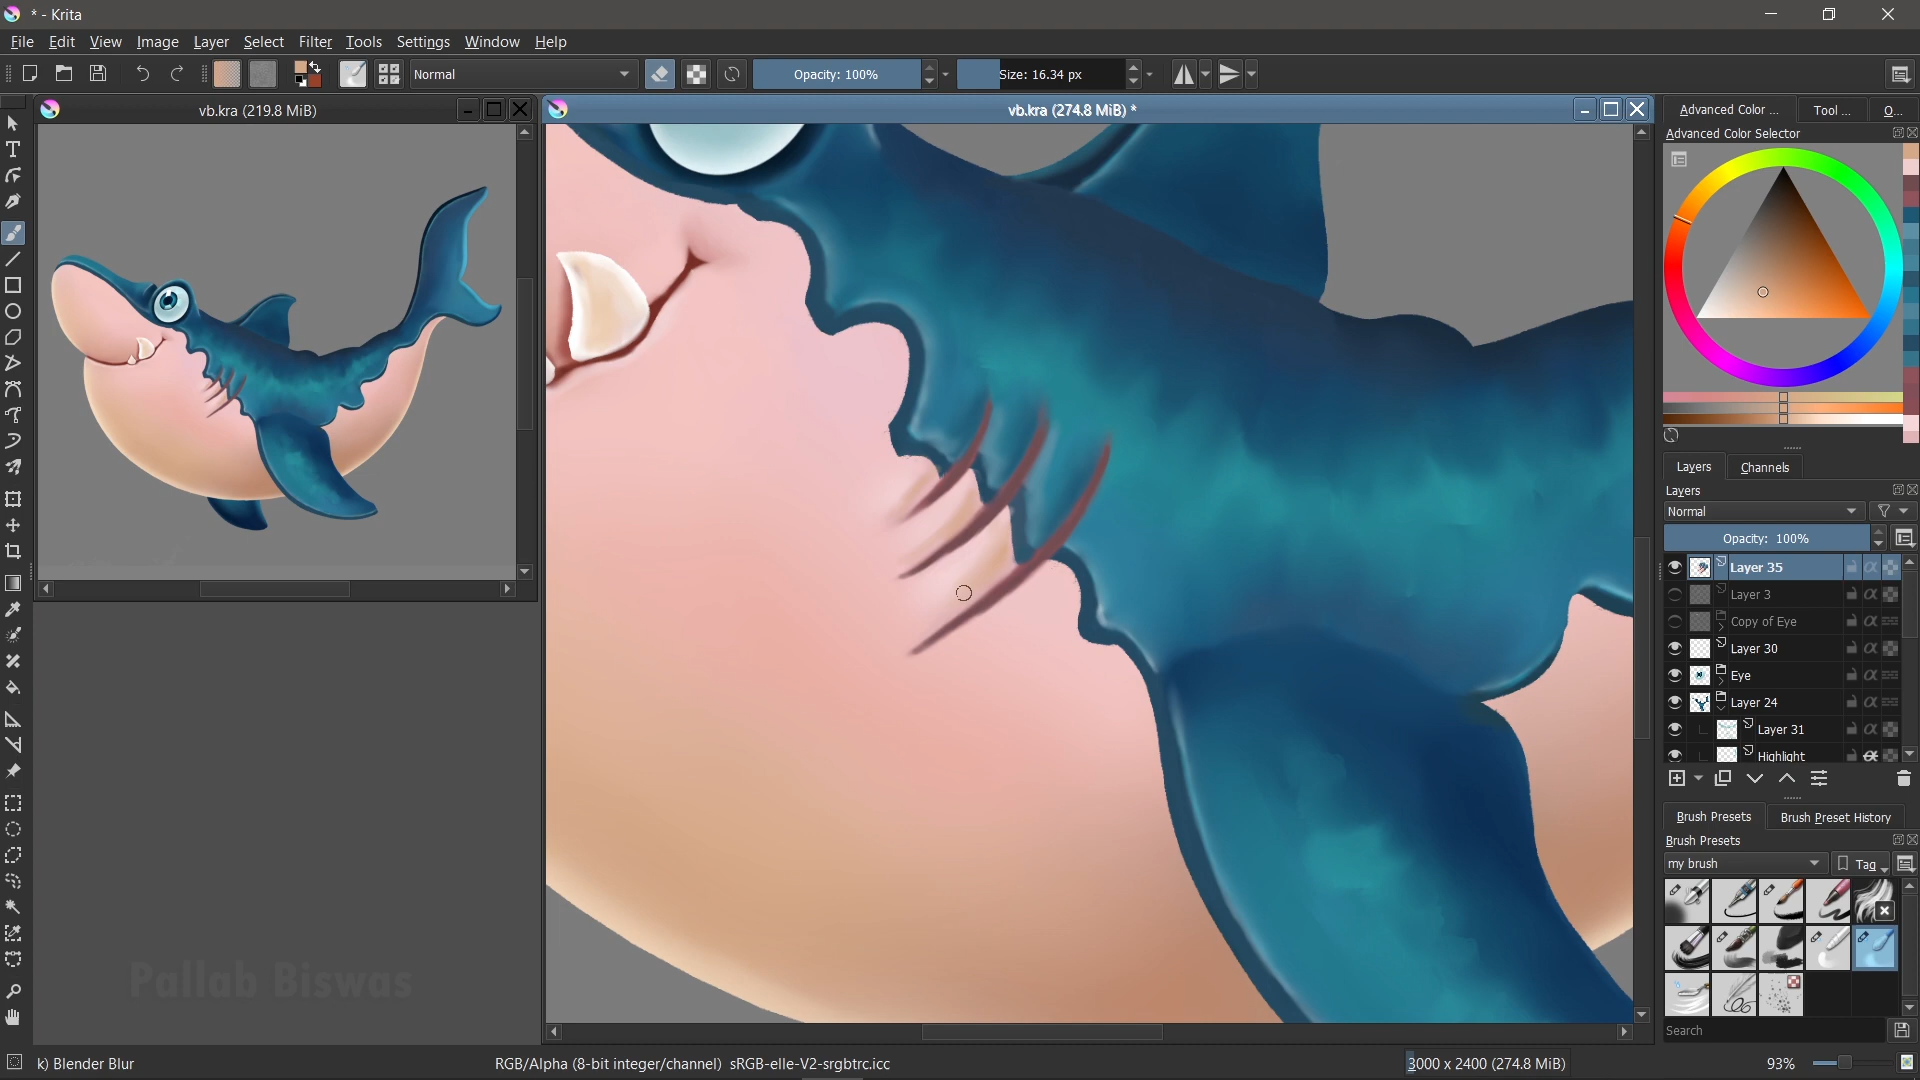 * - Krita
File Edit View Image Layer Select Filter Tools Settings Window Help
Normal
Opacity: 100%
Size: 16.34 px
vb.kra (219.8 MiB)
vb.kra (274.8 MiB) *
Advanced Color ...
Tool ...
O...
Advanced Color Selector
Layers
Channels
Layers
Normal
Opacity: 100%
Layer 35
Layer 3
Copy of Eye
Layer 30
Eye
Layer 24
Layer 31
Highlight
Brush Presets
Brush Preset History
Brush Presets
my brush
Tag
Search
Pallab Biswas
k) Blender Blur
RGB/Alpha (8-bit integer/channel) sRGB-elle-V2-srgbtrc.icc
3000 x 2400 (274.8 MiB)
93%